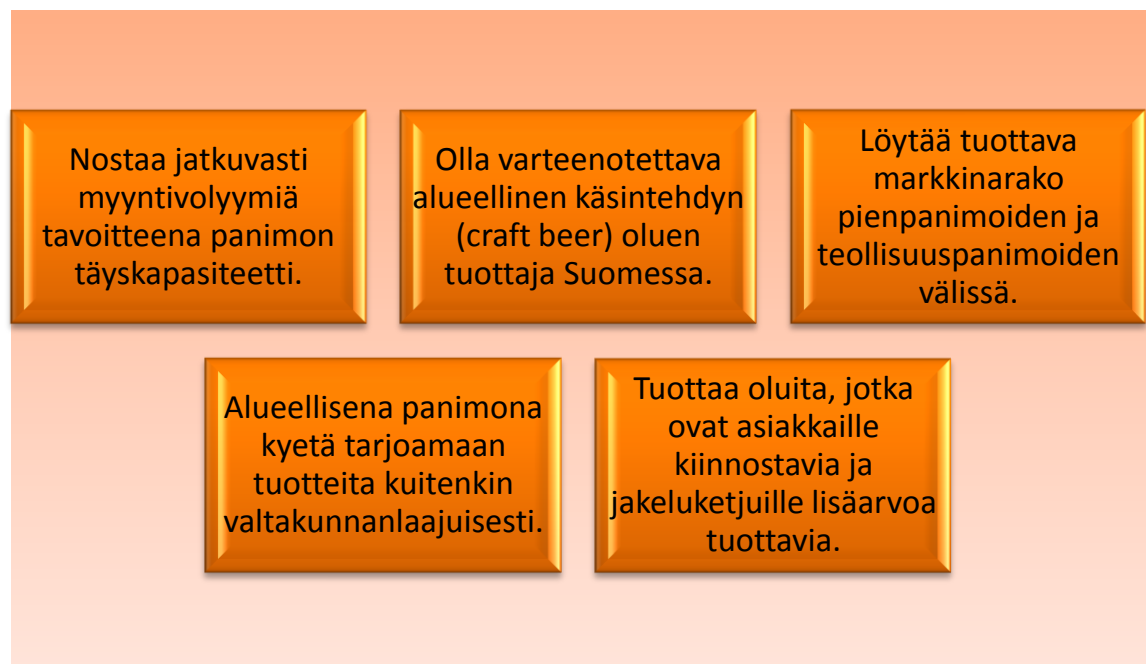 Nostaa jatkuvasti
myyntivolyymiä
tavoitteena panimon
täyskapasiteetti.
Olla varteenotettava
alueellinen käsintehdyn
(craft beer) oluen
tuottaja Suomessa.
Löytää tuottava
markkinarako
pienpanimoiden ja
teollisuuspanimoiden
välissä.
Alueellisena panimona
kyetä tarjoamaan
tuotteita kuitenkin
valtakunnanlaajuisesti.
Tuottaa oluita, jotka
ovat asiakkaille
kiinnostavia ja
jakeluketjuille lisäarvoa
tuottavia.